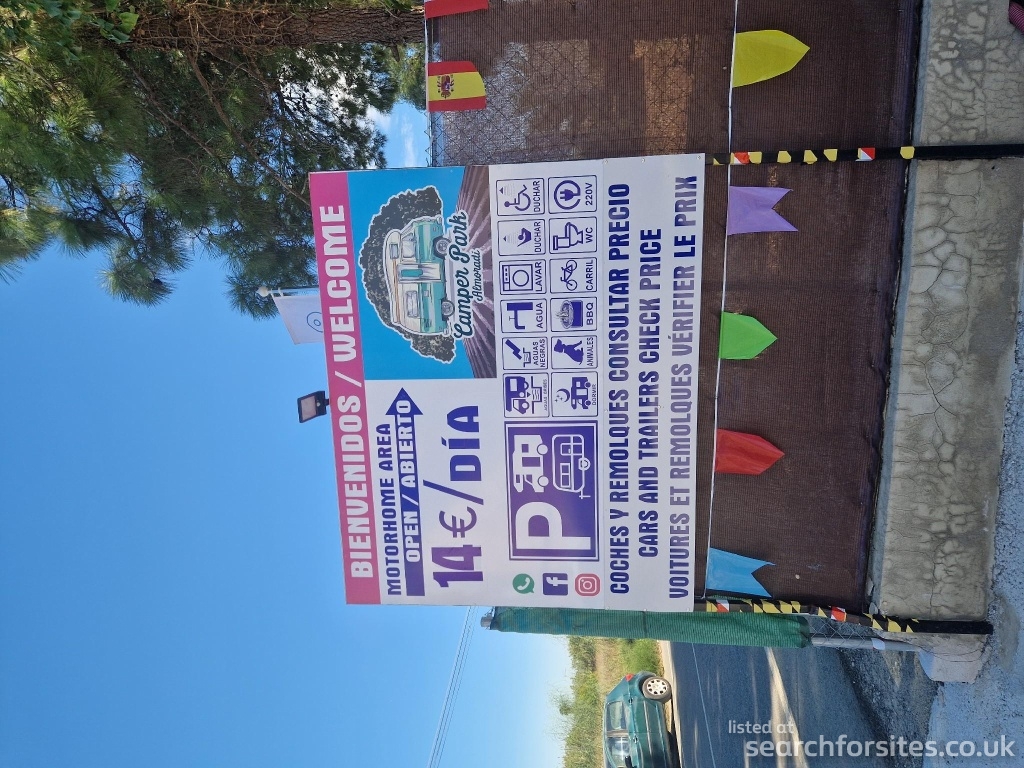 BIENVENIDOS / WELCOME
MOTORHOME AREA
OPEN / ABIERTO
14€/DÍA
Camper Park
Almoradí
P
AGUAS
NEGRAS
AGUA
LAVAR
DUCHAR
DUCHAR
DORMIR
ANIMALES
BBQ
CARRIL
WC
220V
COCHES Y REMOLQUES CONSULTAR PRECIO
CARS AND TRAILERS CHECK PRICE
VOITURES ET REMOLQUES VÉRIFIER LE PRIX
listed at
searchforsites.co.uk